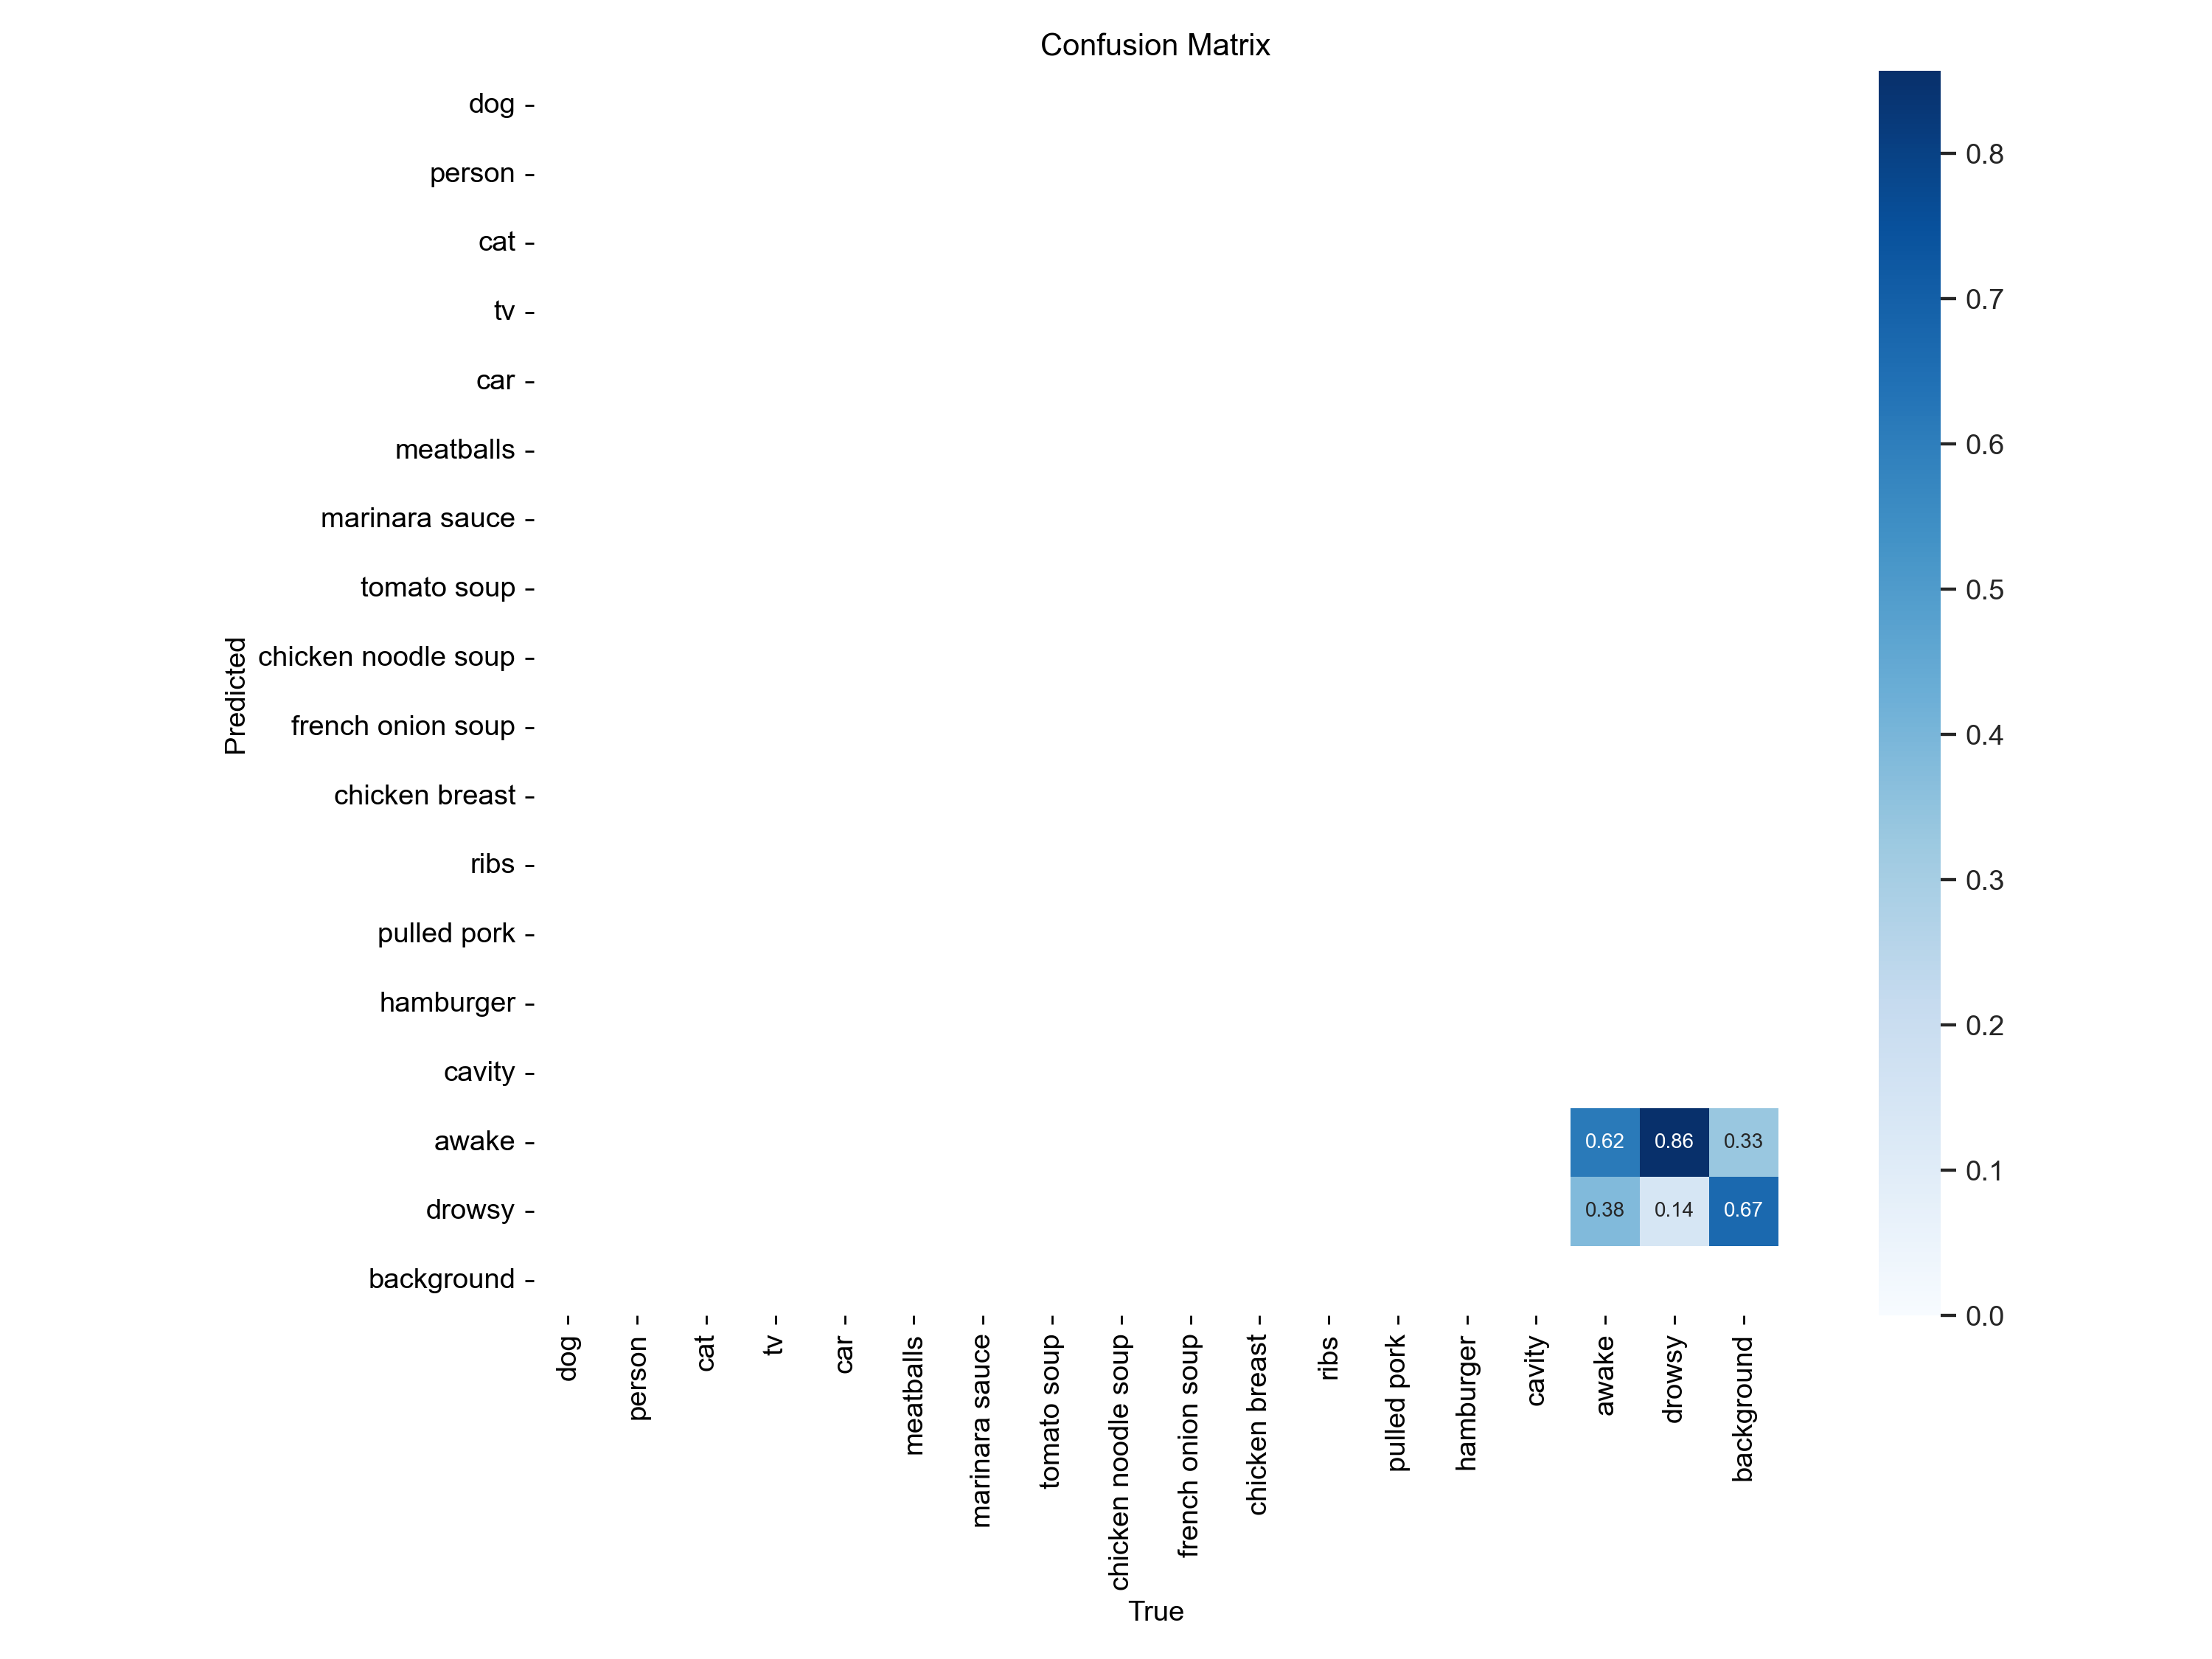 Confusion Matrix
dog
person
cat
tv
car
meatballs
marinara sauce
tomato soup
chicken noodle soup
french onion soup
chicken breast
ribs
pulled pork
hamburger
cavity
awake
drowsy
background
Predicted
0.62 0.86 0.33
0.38 0.14 0.67
dog
person
cat
tv
car
meatballs
marinara sauce
tomato soup
chicken noodle soup
french onion soup
chicken breast
ribs
pulled pork
hamburger
cavity
awake
drowsy
background
True
0.8
0.7
0.6
0.5
0.4
0.3
0.2
0.1
0.0